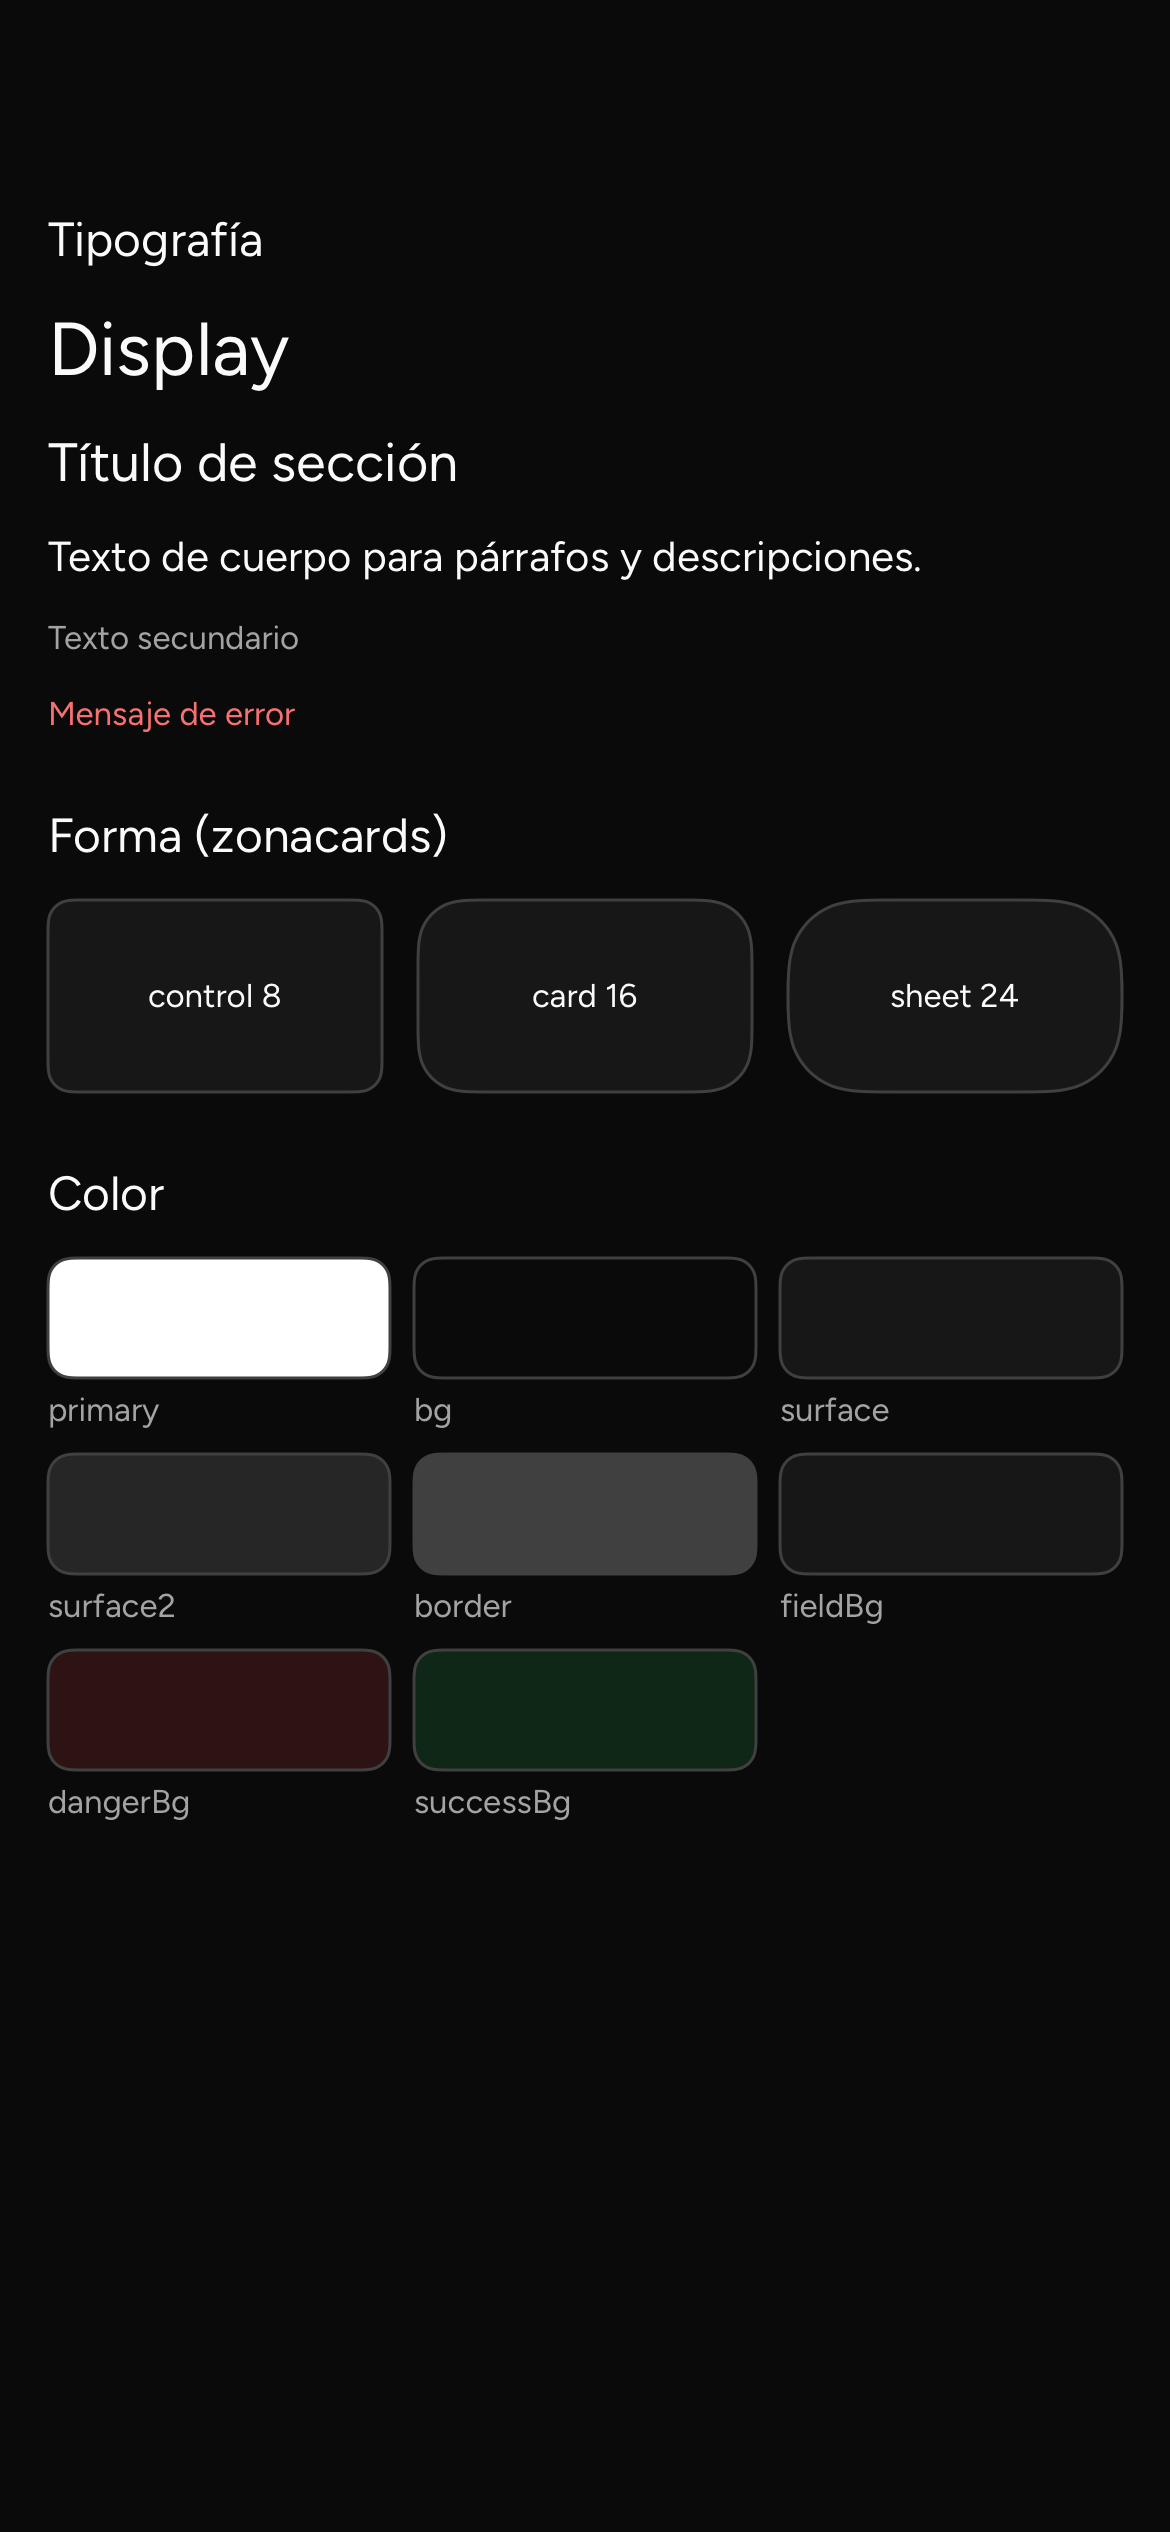 Tipografía
Display
Título de sección
Texto de cuerpo para párrafos y descripciones.
Texto secundario
Mensaje de error
Forma (zonacards)
control 8
card 16
sheet 24
Color
primary
bg
surface
surface2
border
fieldBg
dangerBg
successBg